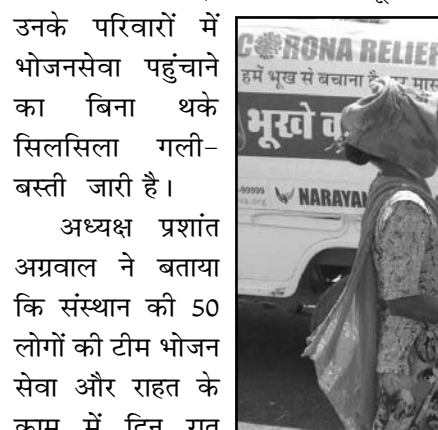 उनके परिवारों में
भोजनसेवा पहुंचाने
का बिना थके
सिलसिला गली-
बस्ती जारी है।
अध्यक्ष प्रशांत
अग्रवाल ने बताया
कि संस्थान की 50
लोगों की टीम भोजन
सेवा और राहत के
काम में दिन रात
CORONA RELIEF
हमें भूख से बचाना है
भूखे
-99999
NARAYAN